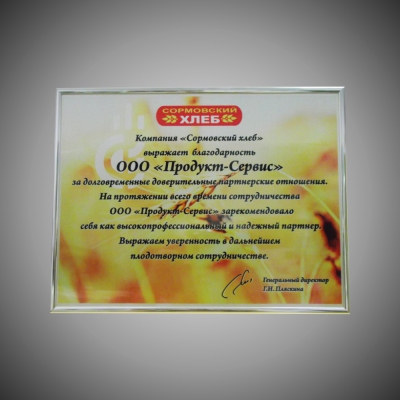 СОРМОВСКИЙ
ХЛЕБ
Компания «Сормовский хлеб»
выражает благодарность
ООО «Продукт-Сервис»
за долговременные доверительные партнерские отношения.
На протяжении всего времени сотрудничества
ООО «Продукт-Сервис» зарекомендовало
себя как высокопрофессиональный и надежный партнер.
Выражаем уверенность в дальнейшем
плодотворном сотрудничестве.
Генеральный директор
Г.И. Пляскина